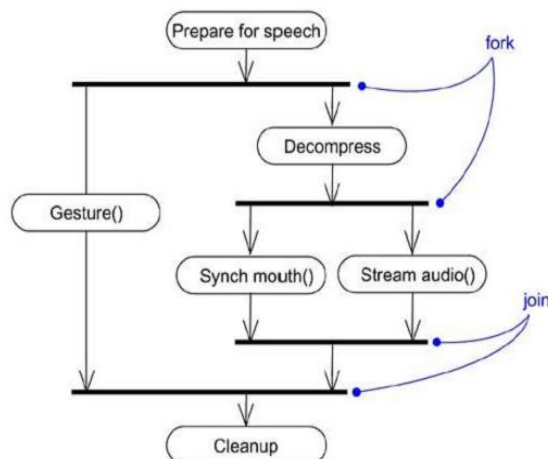 Prepare for speech
fork
Decompress
Gesture()
Synch mouth()
Stream audio()
join
Cleanup